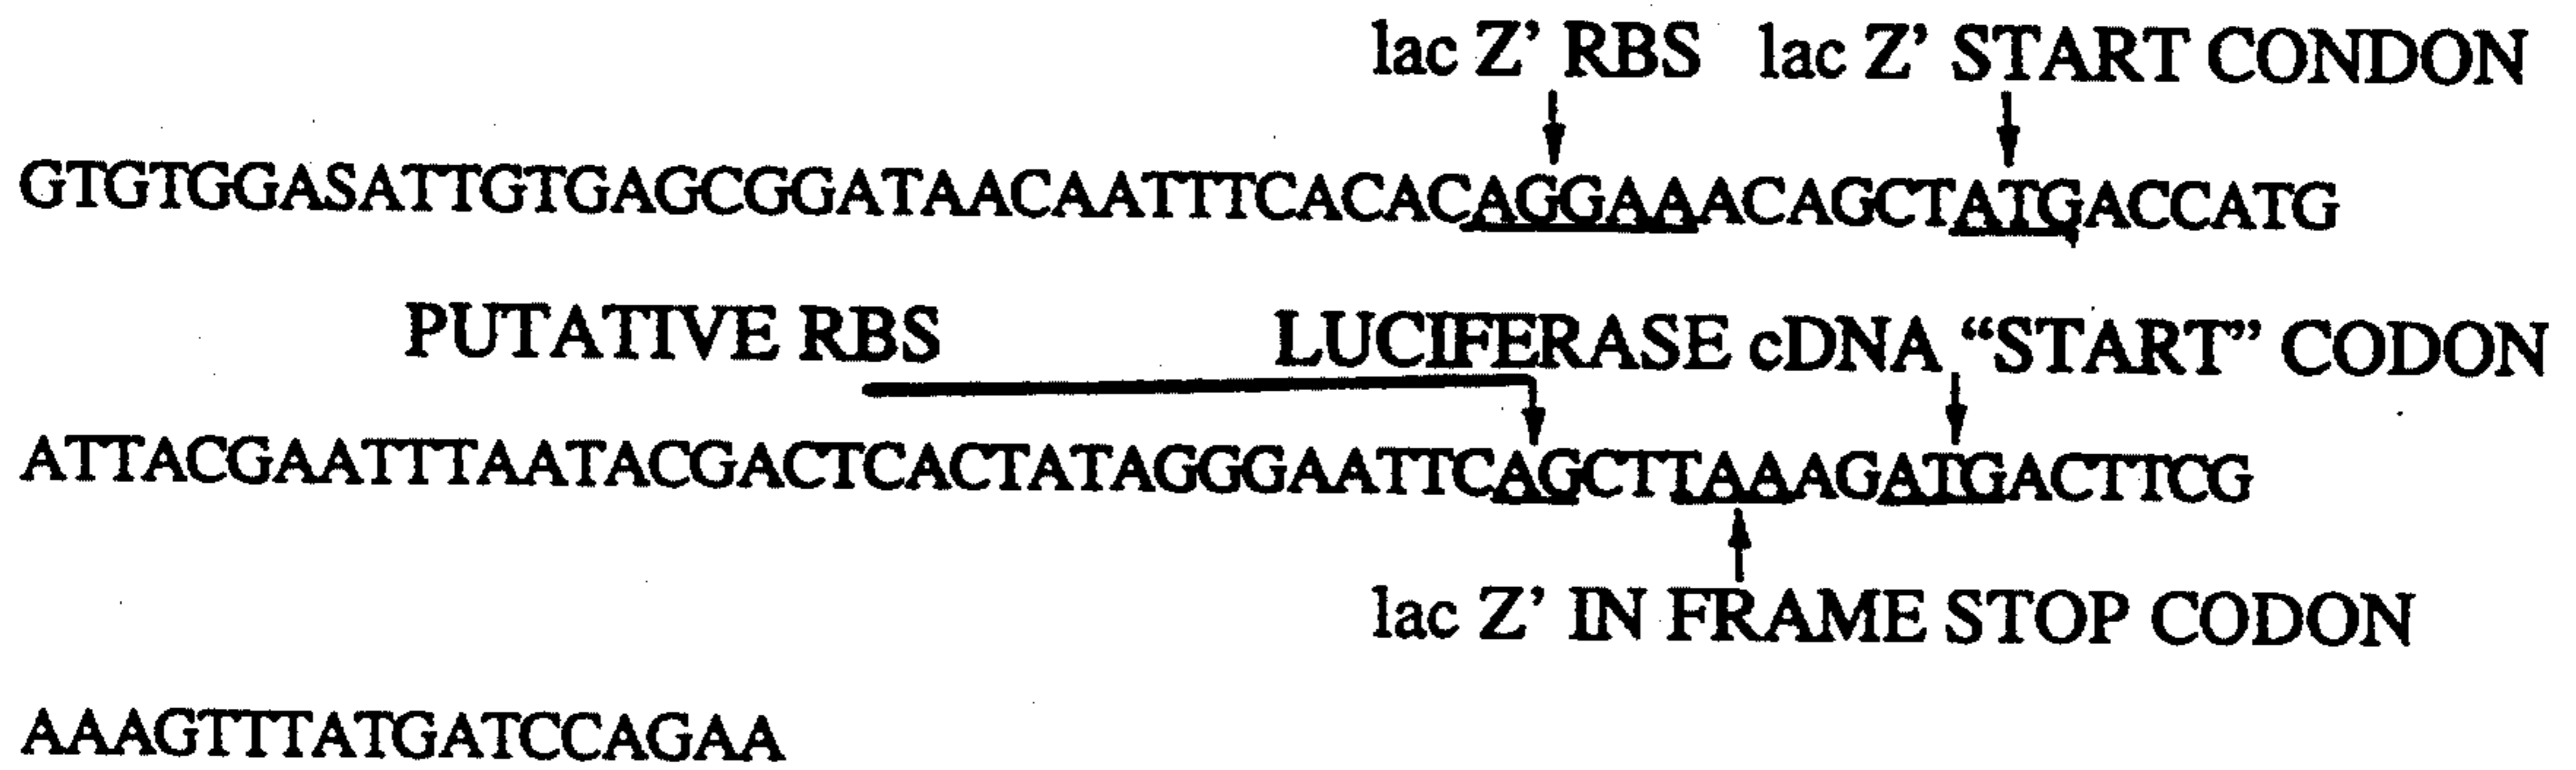 lac Z’ RBS lac Z’ START CONDON
GTGTGGASATTGTGAGCGGATAACAATTTCACACAGGAAACAGCTATGACCATG
PUTATIVE RBS LUCIFERASE cDNA “START” CODON
ATTACGAATTTAATACGACTCACTATAGGGAATTCAGCTTAAAGATGACTTCG
lac Z’ IN FRAME STOP CODON
AAAGTTTATGATCCAGAA